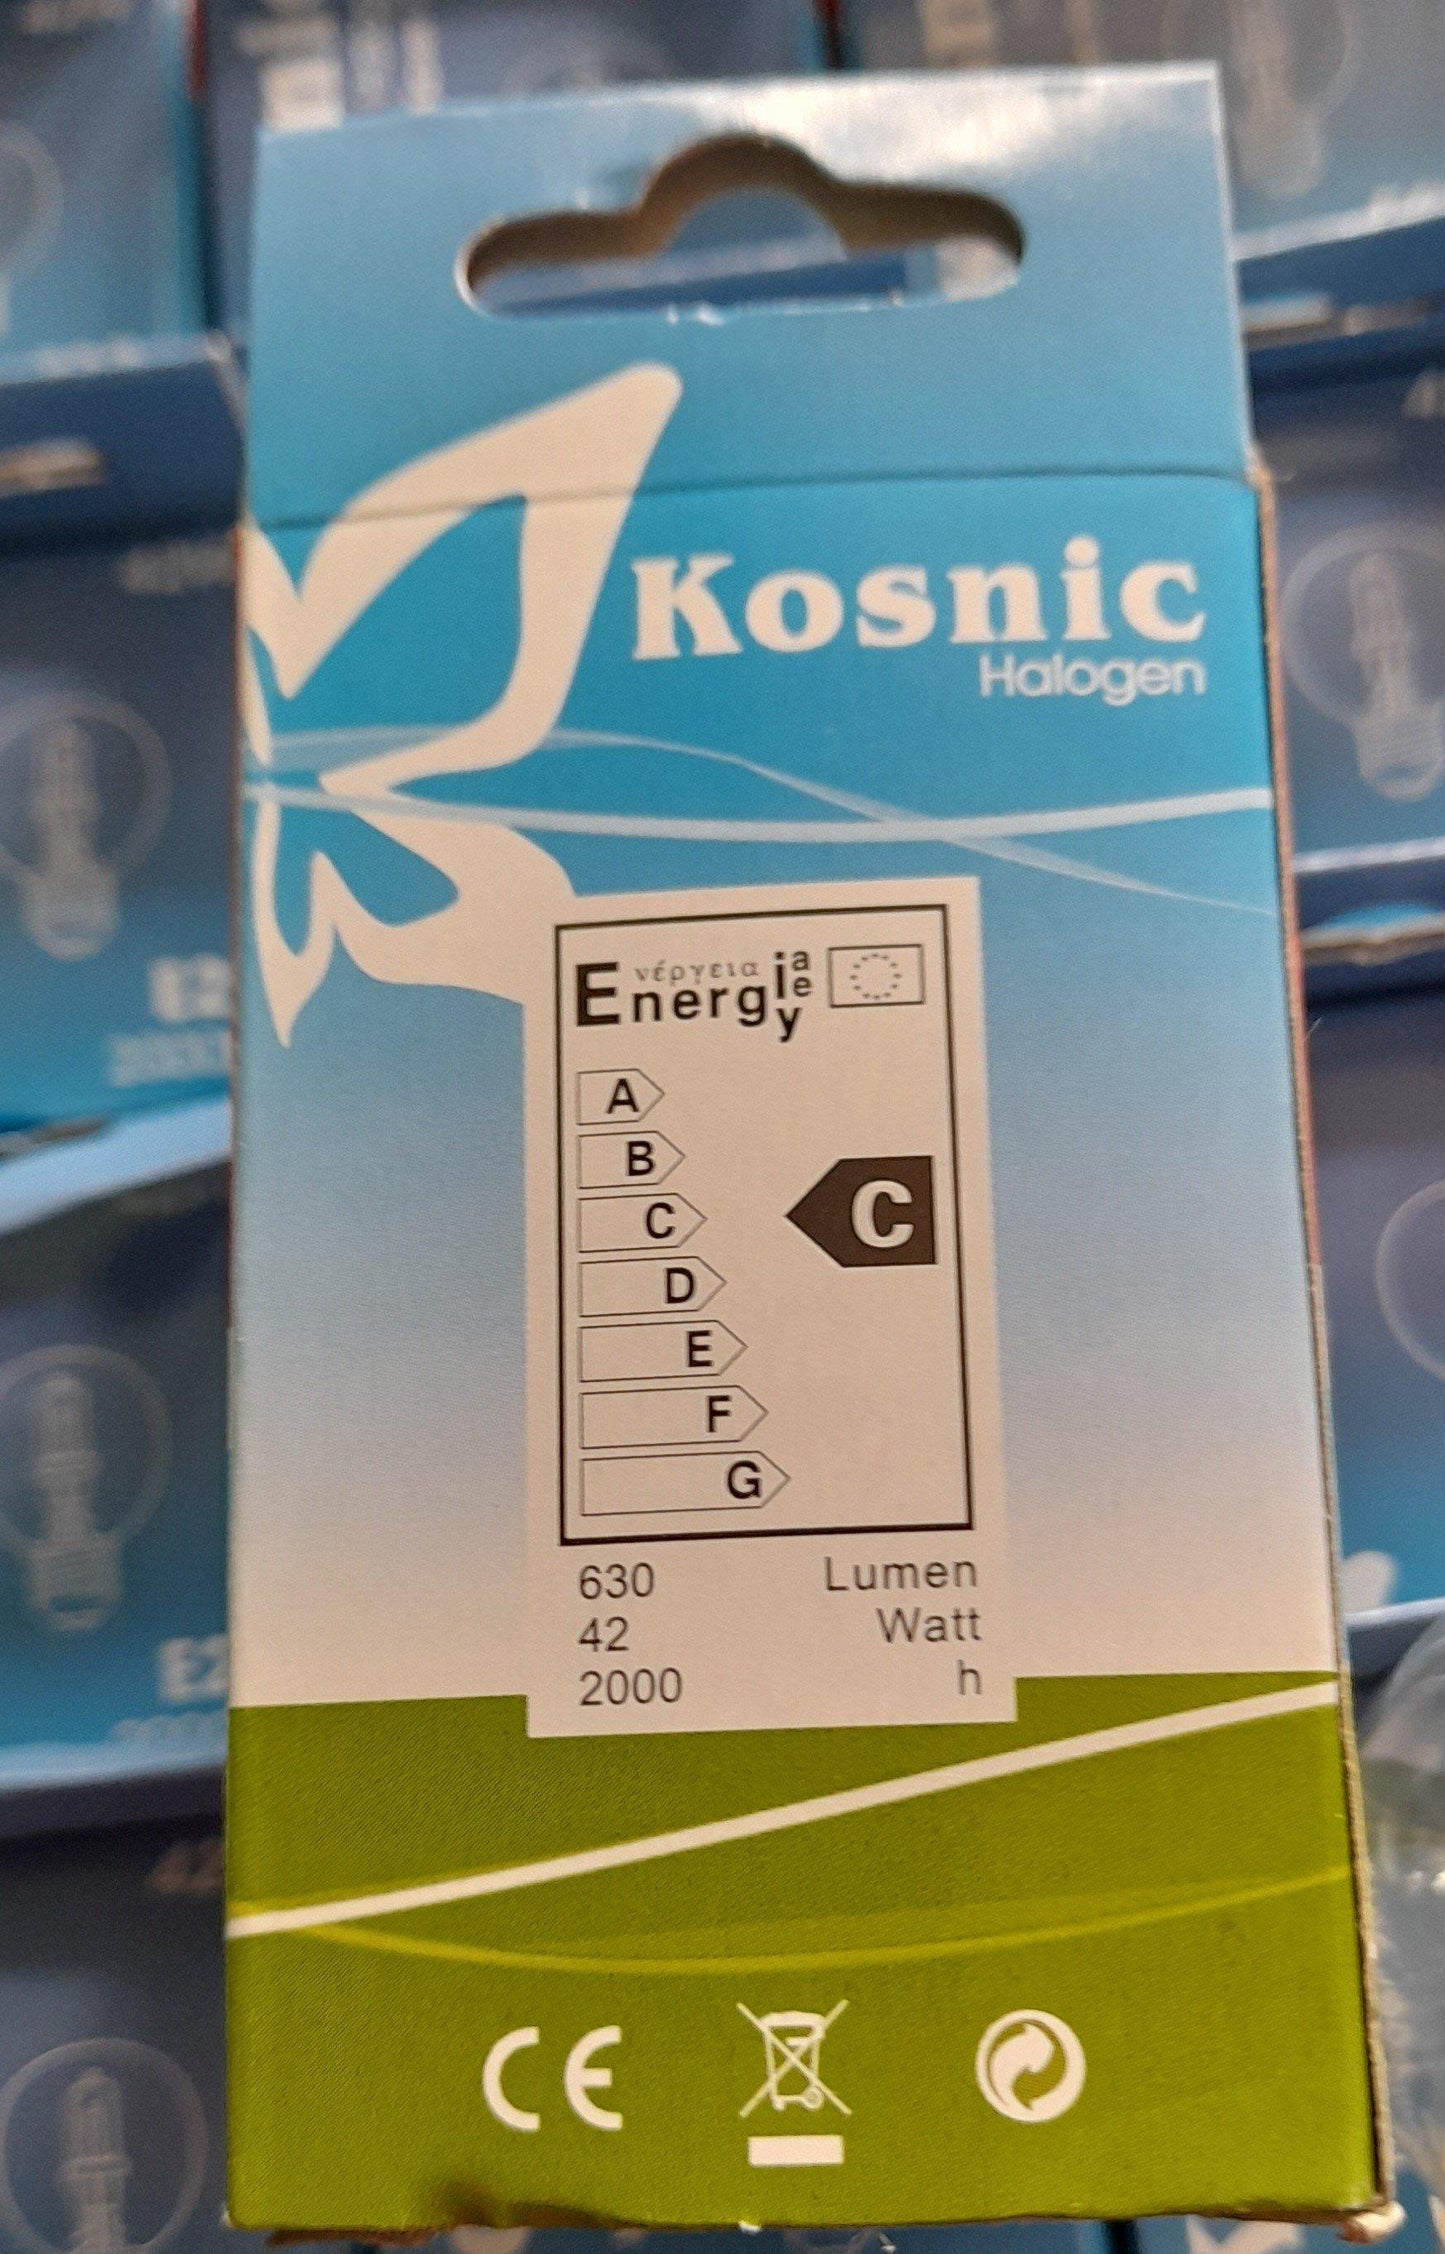 Kosnic
Halogen
ενέργεια
Energia
Energie
Energy
A
B
C
C
D
E
F
G
630 Lumen
42 Watt
2000 h
CE